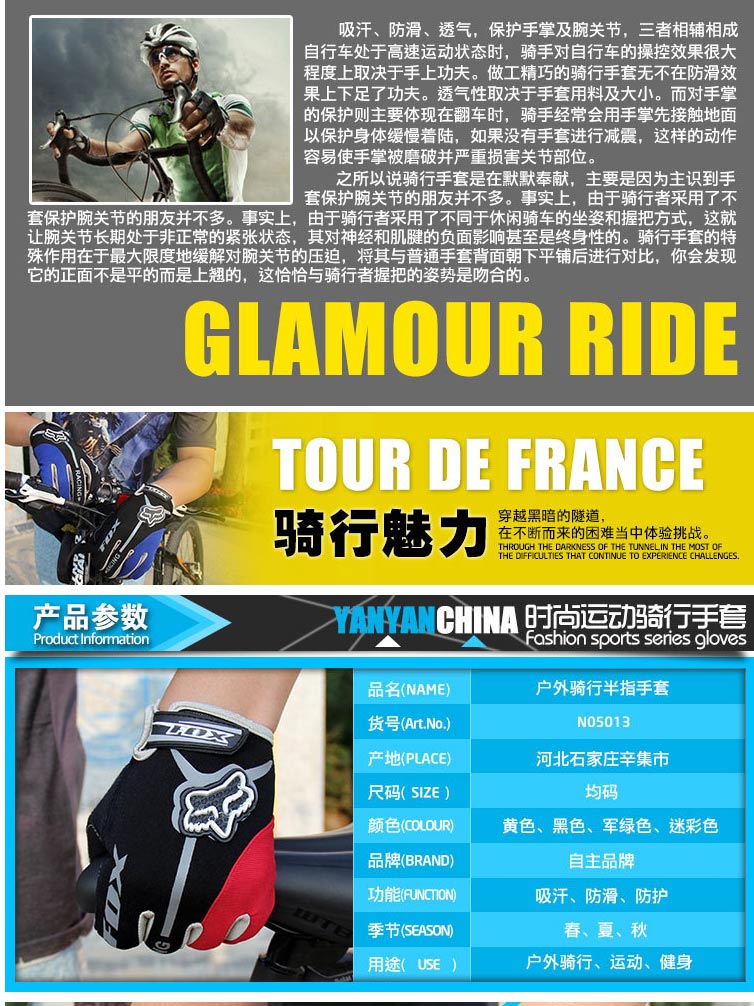 吸汗、防滑、透气，保护手掌及腕关节，三者相辅相成
自行车处于高速运动状态时，骑手对自行车的操控效果很大
程度上取决于手上功夫。做工精巧的骑行手套无不在防滑效
果上下足了功夫。透气性取决于手套用料及大小。而对手掌
的保护则主要体现在翻车时，骑手经常会用手掌先接触地面
以保护身体缓慢着陆，如果没有手套进行减震，这样的动作
容易使手掌被磨破并严重损害关节部位。
之所以说骑行手套是在默默奉献，主要是因为主识到手
套保护腕关节的朋友并不多。事实上，由于骑行者采用了不
套保护腕关节的朋友并不多。事实上，由于骑行者采用了不同于休闲骑车的坐姿和握把方式，这就
让腕关节长期处于非正常的紧张状态，其对神经和肌腱的负面影响甚至是终身性的。骑行手套的特
殊作用在于最大限度地缓解对腕关节的压迫，将其与普通手套背面朝下平铺后进行对比，你会发现
它的正面不是平的而是上翘的，这恰恰与骑行者握把的姿势是吻合的。
GLAMOUR RIDE
TOUR DE FRANCE
骑行魅力
穿越黑暗的隧道，
在不断而来的困难当中体验挑战。
THROUGH THE DARKNESS OF THE TUNNEL,IN THE MOST OF
THE DIFFICULTIES THAT CONTINUE TO EXPERIENCE CHALLENGES.
RACING
FOX
产品参数
Product Information
YANYANCHINA 时尚运动骑行手套
Fashion sports series gloves
FOX
FOX
品名(NAME) 户外骑行半指手套
货号(Art.No.) N05013
产地(PLACE) 河北石家庄辛集市
尺码( SIZE ) 均码
颜色(COLOUR) 黄色、黑色、军绿色、迷彩色
品牌(BRAND) 自主品牌
功能(FUNCTION) 吸汗、防滑、防护
季节(SEASON) 春、夏、秋
用途( USE ) 户外骑行、运动、健身